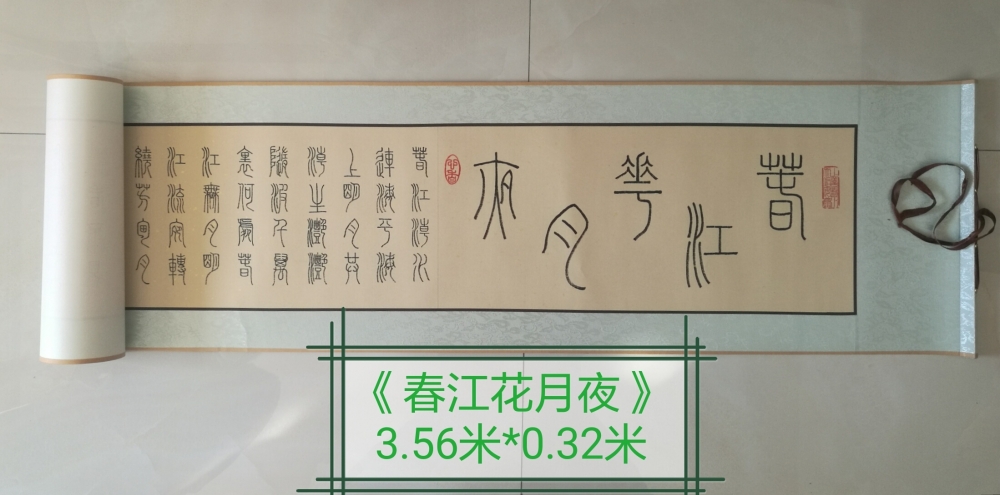 春江華月夜
春江潮水
連海平海
上明月共
潮生灩灩
隨波千萬
裏何處春
江無月明
江流宛轉
繞芳甸月
《春江花月夜》
3.56米*0.32米